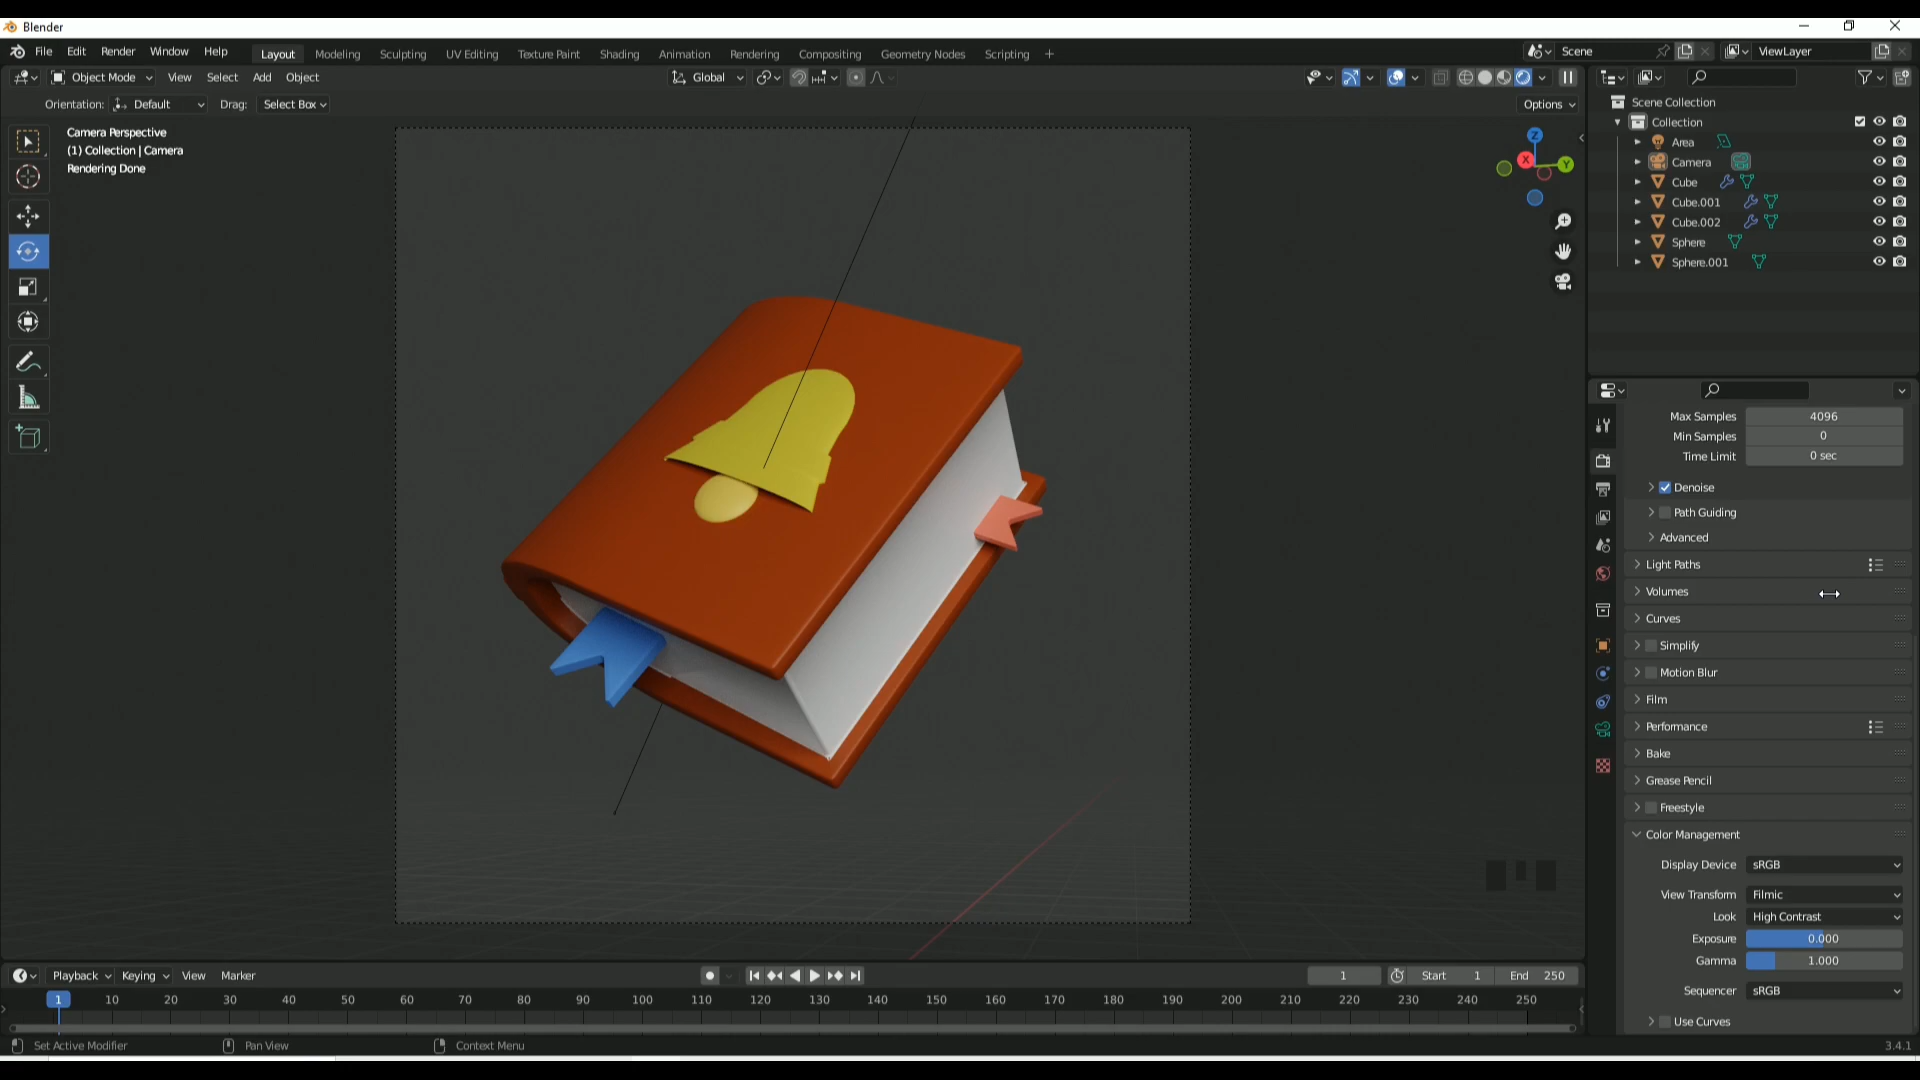 Blender
File Edit Render Window Help Layout Modeling Sculpting UV Editing Texture Paint Shading Animation Rendering Compositing Geometry Nodes Scripting + Scene ViewLayer
Object Mode View Select Add Object Global
Orientation: Default Drag: Select Box Options
Camera Perspective
(1) Collection | Camera
Rendering Done
Z
X
Y
Scene Collection
Collection
Area
Camera
Cube
Cube.001
Cube.002
Sphere
Sphere.001
Max Samples 4096
Min Samples 0
Time Limit 0 sec
Denoise
Path Guiding
Advanced
Light Paths
Volumes
Curves
Simplify
Motion Blur
Film
Performance
Bake
Grease Pencil
Freestyle
Color Management
Display Device sRGB
View Transform Filmic
Look High Contrast
Exposure 0.000
Gamma 1.000
Sequencer sRGB
Use Curves
Playback Keying View Marker 1 Start 1 End 250
1 10 20 30 40 50 60 70 80 90 100 110 120 130 140 150 160 170 180 190 200 210 220 230 240 250
Set Active Modifier Pan View Context Menu 3.4.1